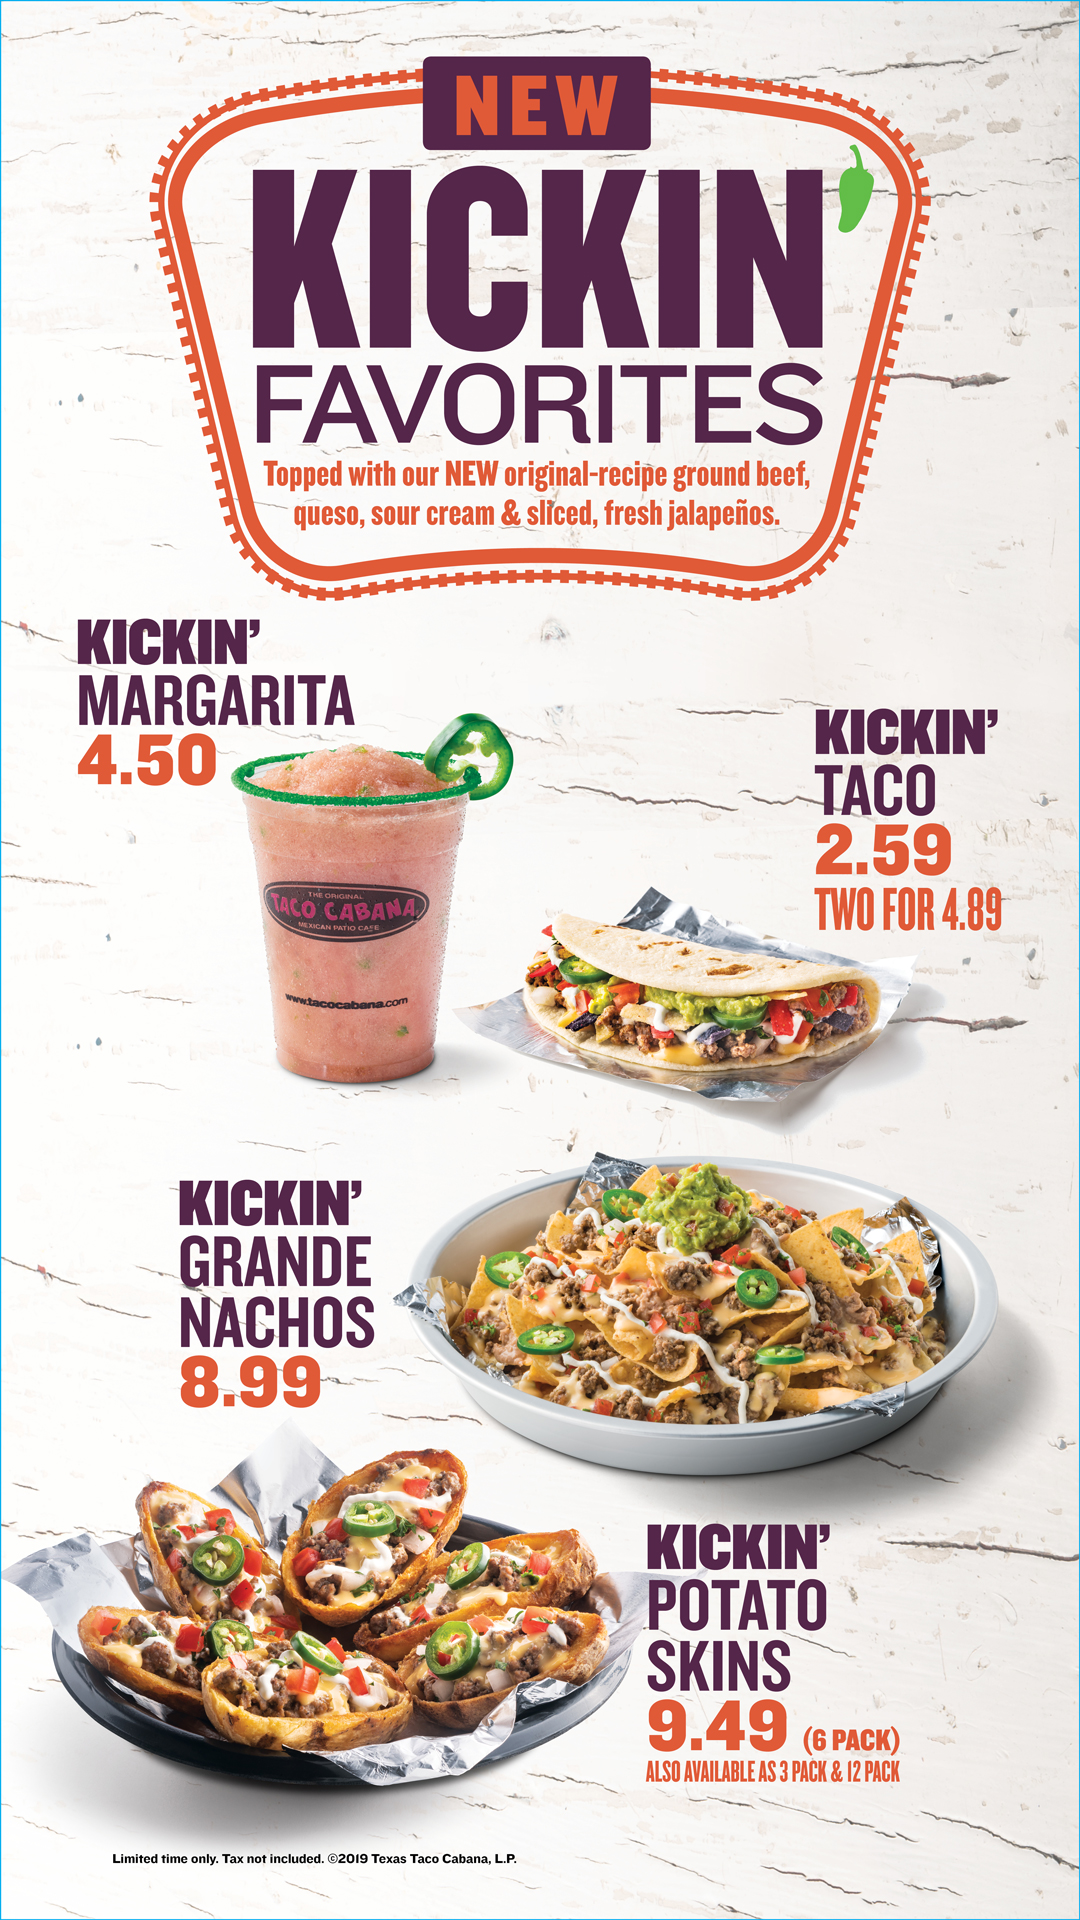 NEW
KICKIN'
FAVORITES
Topped with our NEW original-recipe ground beef,
queso, sour cream & sliced, fresh jalapeños.
KICKIN'
MARGARITA
4.50
THE ORIGINAL
TACO CABANA
MEXICAN PATIO CAFE
www.tacocabana.com
KICKIN'
TACO
2.59
TWO FOR 4.89
KICKIN'
GRANDE
NACHOS
8.99
KICKIN'
POTATO
SKINS
9.49 (6 PACK)
ALSO AVAILABLE AS 3 PACK & 12 PACK
Limited time only. Tax not included. ©2019 Texas Taco Cabana, L.P.